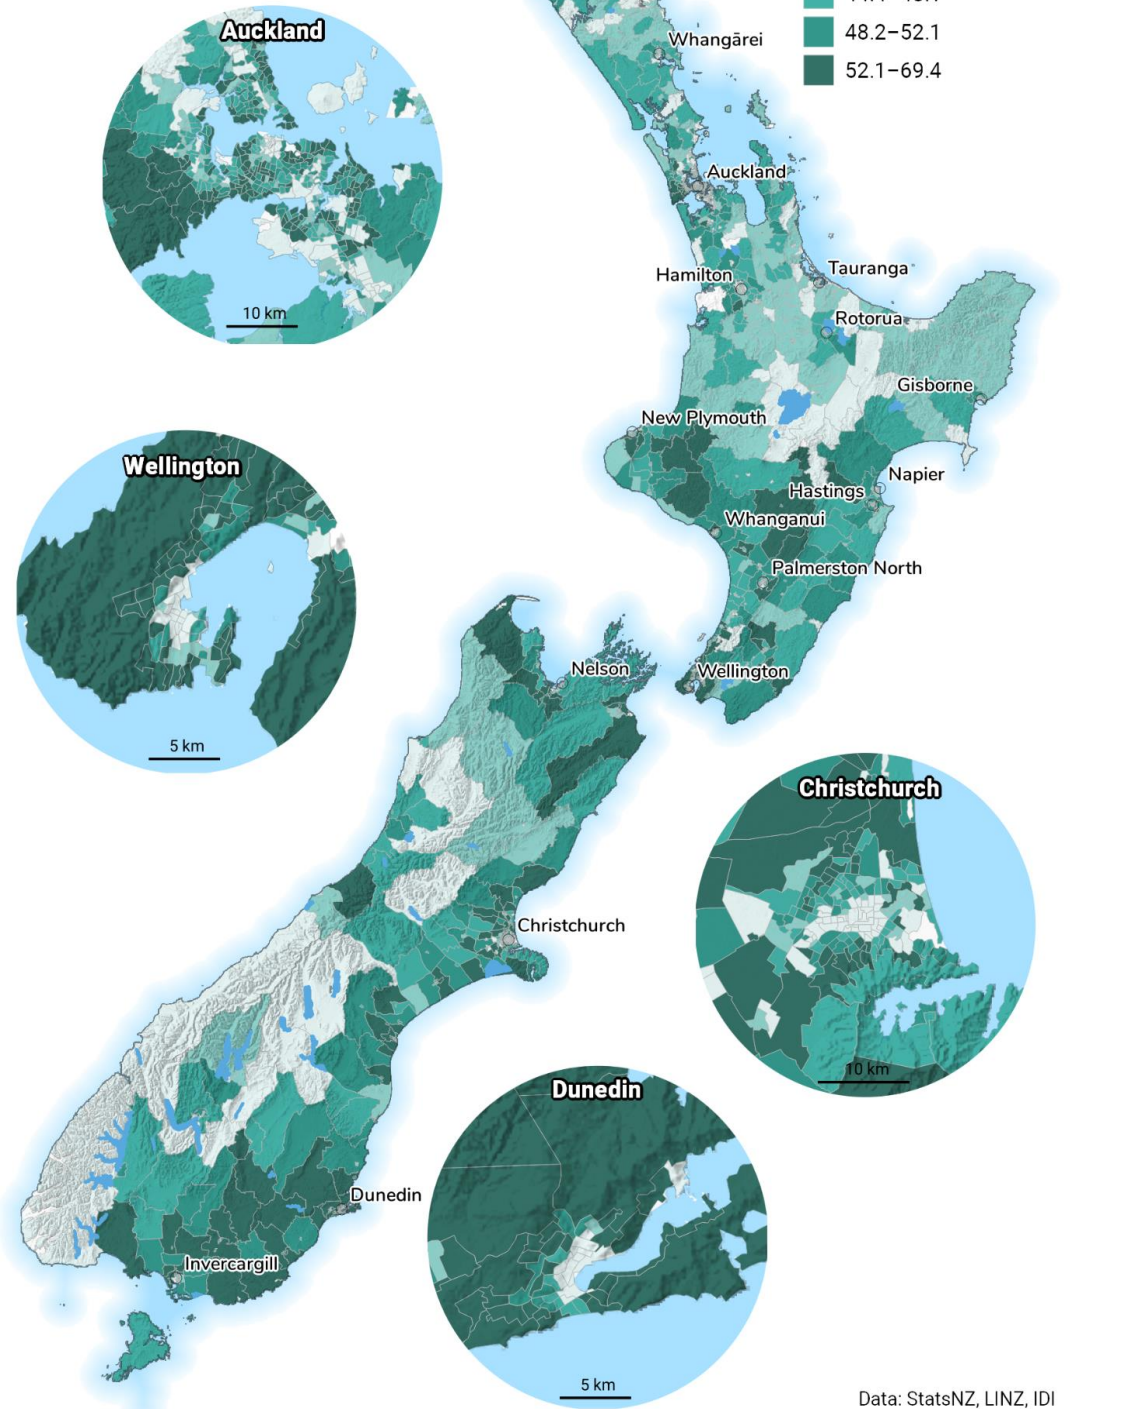 Auckland
10 km
Whangārei
48.2–52.1
52.1–69.4
Auckland
Hamilton
Tauranga
Rotorua
Gisborne
New Plymouth
Napier
Hastings
Whanganui
Palmerston North
Wellington
5 km
Nelson
Wellington
Christchurch
10 km
Christchurch
Dunedin
5 km
Dunedin
Invercargill
Data: StatsNZ, LINZ, IDI